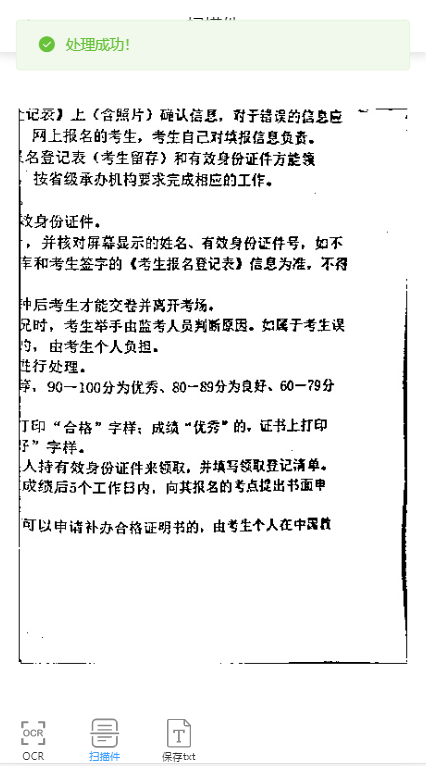 扫描件
处理成功！
登记表》上（含照片）确认信息，对于错误的信息应
网上报名的考生，考生自己对填报信息负责。
名登记表（考生留存）和有效身份证件方能领
，按省级承办机构要求完成相应的工作。
效身份证件。
，并核对屏幕显示的姓名、有效身份证件号，如不
库和考生签字的《考生报名登记表》信息为准，不得
钟后考生才能交卷并离开考场。
况时，考生举手由监考人员判断原因。如属于考生误
的，由考生个人负担。
进行处理。
等，90—100分为优秀、80—89分为良好、60—79分
打印“合格”字样；成绩“优秀”的，证书上打印
好”字样。
人持有效身份证件来领取，并填写领取登记清单。
成绩后5个工作日内，向其报名的考点提出书面申
可以申请补办合格证明书的，由考生个人在中国教
OCR 扫描件 保存txt